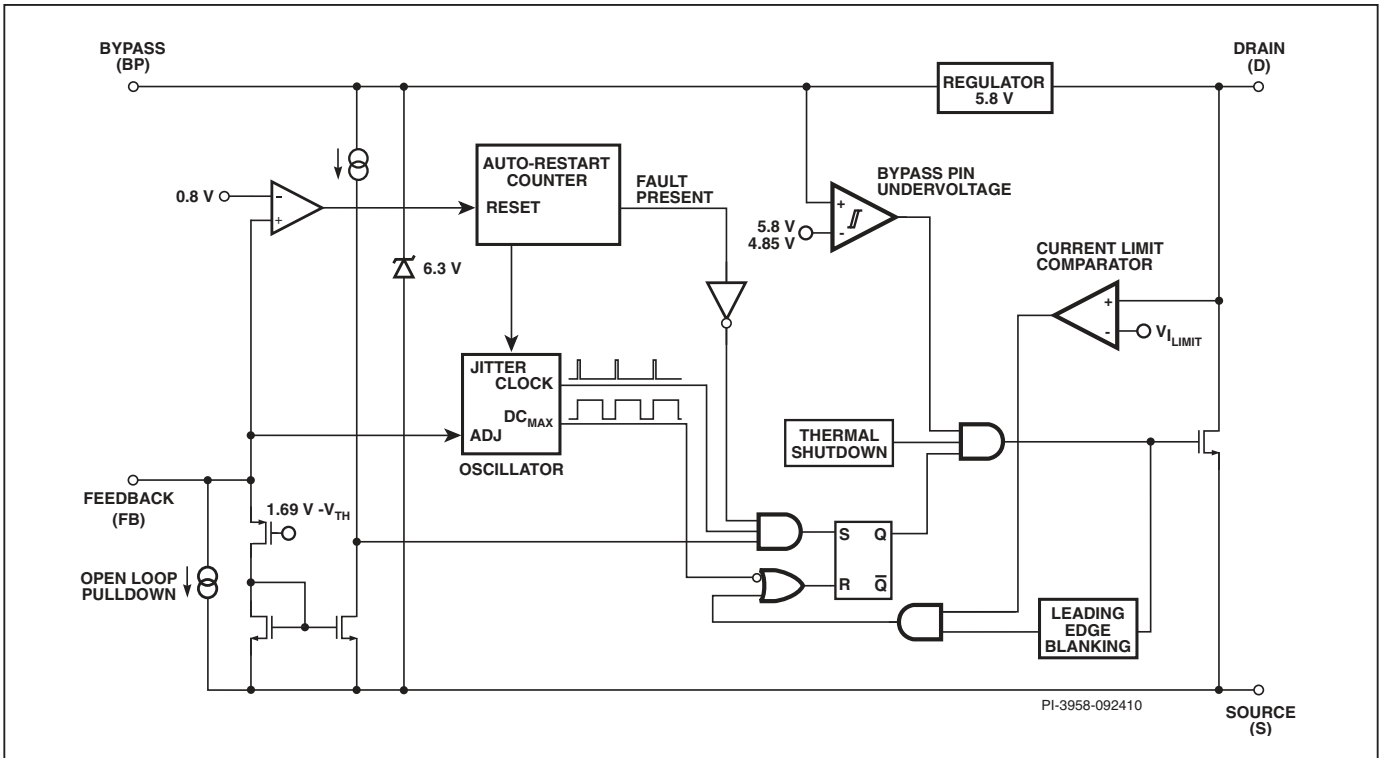 BYPASS
(BP)
DRAIN
(D)
REGULATOR
5.8 V
AUTO-RESTART
COUNTER
RESET
FAULT
PRESENT
BYPASS PIN
UNDERVOLTAGE
0.8 V
-
+
+
-
5.8 V
4.85 V
6.3 V
CURRENT LIMIT
COMPARATOR
+
-
VI LIMIT
JITTER
CLOCK
DCMAX
ADJ
OSCILLATOR
THERMAL
SHUTDOWN
FEEDBACK
(FB)
1.69 V -VTH
OPEN LOOP
PULLDOWN
S Q
R Q̅
LEADING
EDGE
BLANKING
PI-3958-092410
SOURCE
(S)